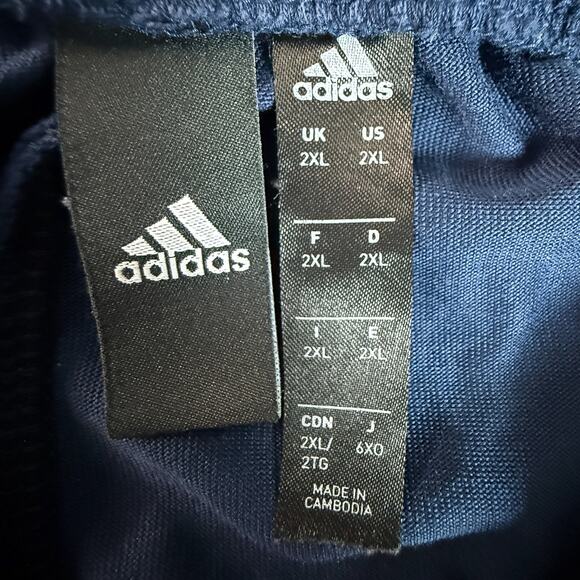 adidas
adidas
UK US
2XL 2XL
F D
2XL 2XL
I E
2XL 2XL
CDN J
2XL/ 6XO
2TG
MADE IN
CAMBODIA